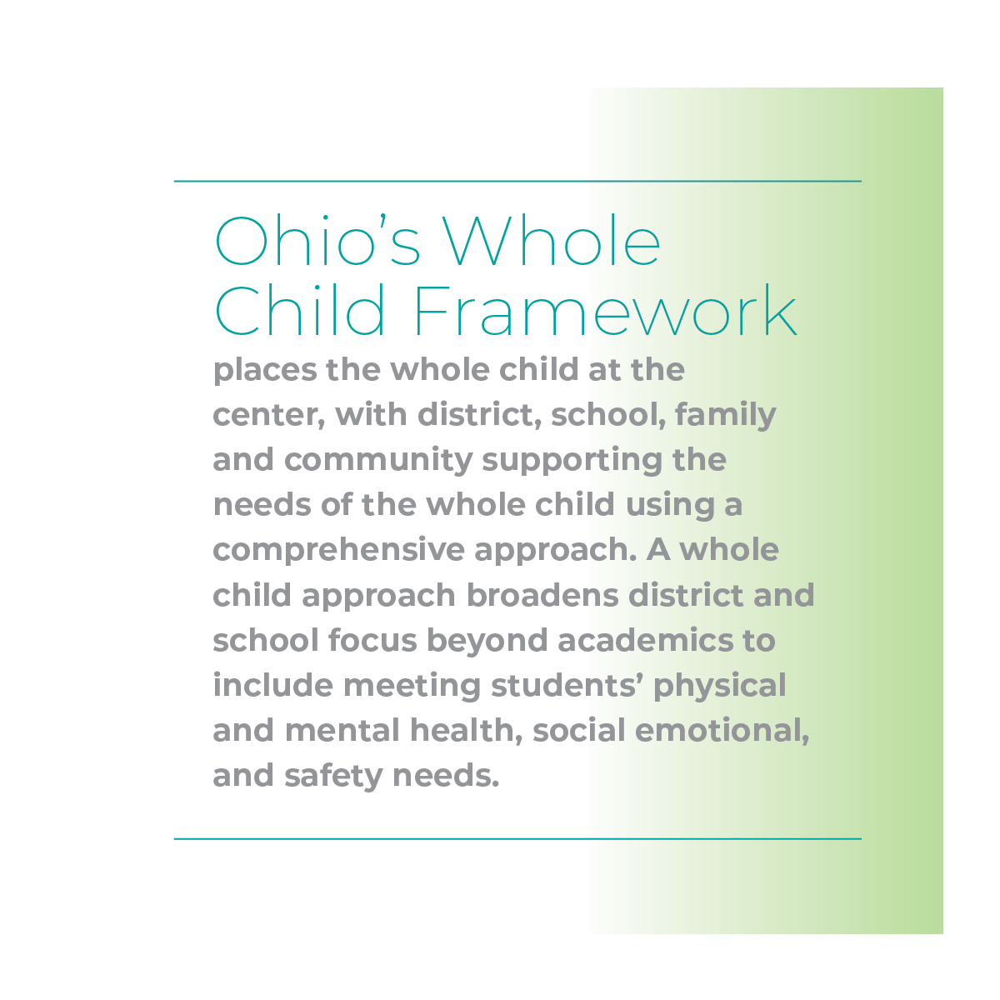 Ohio’s Whole
Child Framework
places the whole child at the
center, with district, school, family
and community supporting the
needs of the whole child using a
comprehensive approach. A whole
child approach broadens district and
school focus beyond academics to
include meeting students’ physical
and mental health, social emotional,
and safety needs.